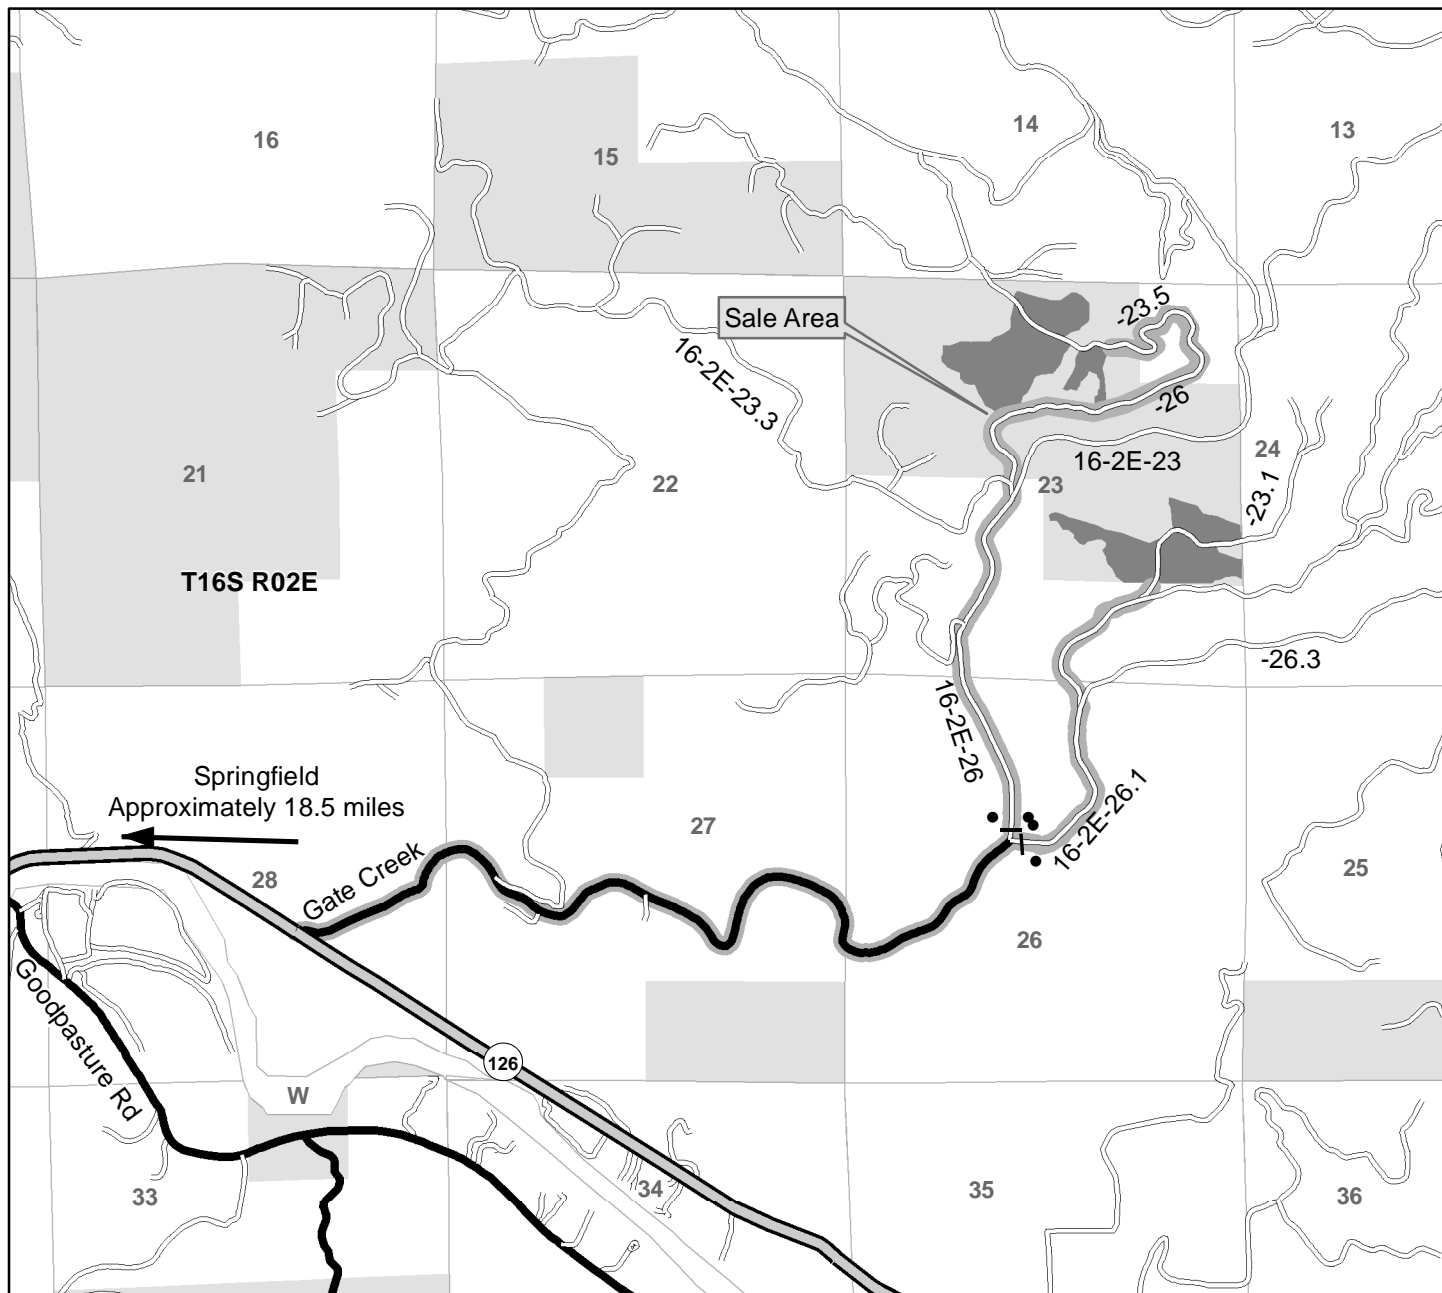 16
15
14
13
Sale Area
-23.5
16-2E-23.3
-26
16-2E-23
24
21
22
23
-23.1
T16S R02E
-26.3
16-2E-26
Springfield
Approximately 18.5 miles
27
16-2E-26.1
28
Gate Creek
25
26
Goodpasture Rd
126
W
33
34
35
36